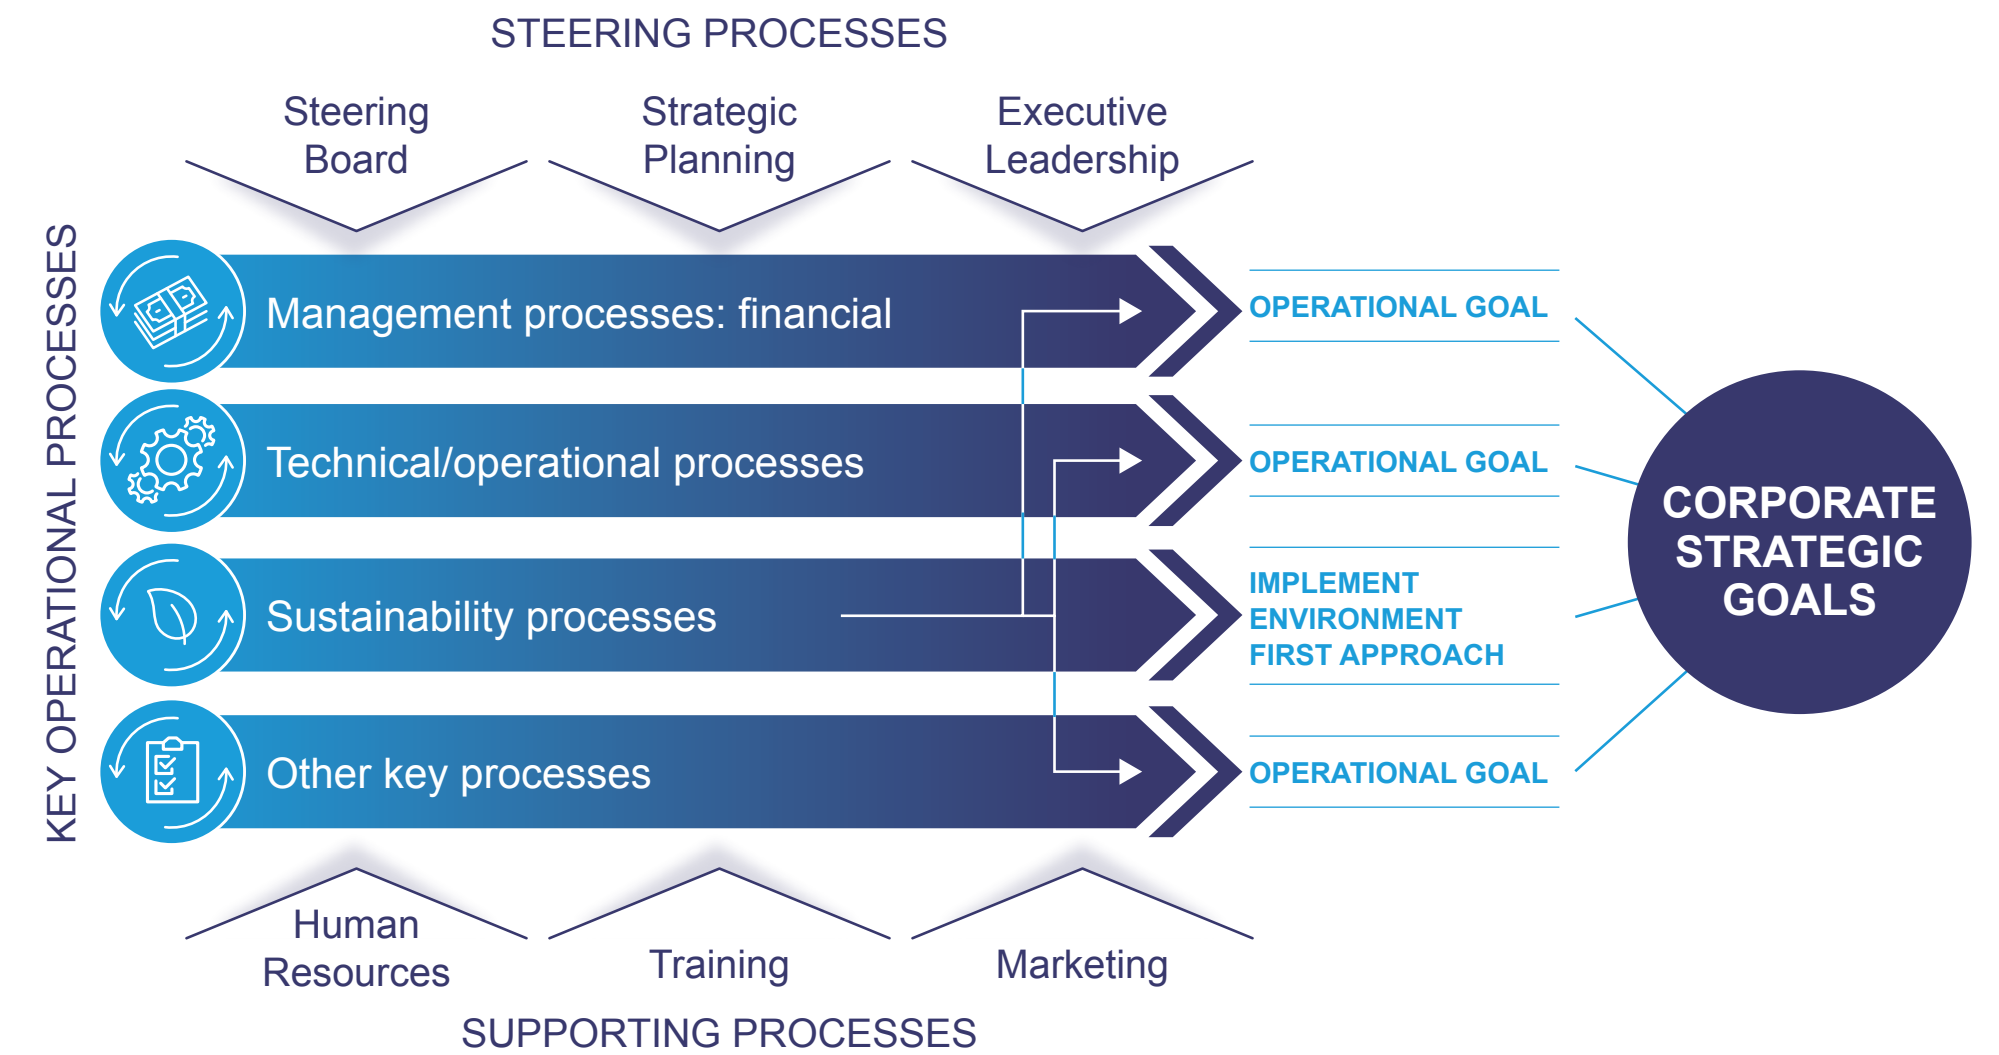 STEERING PROCESSES
Steering
Board
Strategic
Planning
Executive
Leadership
KEY OPERATIONAL PROCESSES
Management processes: financial
OPERATIONAL GOAL
Technical/operational processes
OPERATIONAL GOAL
Sustainability processes
IMPLEMENT
ENVIRONMENT
FIRST APPROACH
Other key processes
OPERATIONAL GOAL
CORPORATE
STRATEGIC
GOALS
Human
Resources
Training
Marketing
SUPPORTING PROCESSES